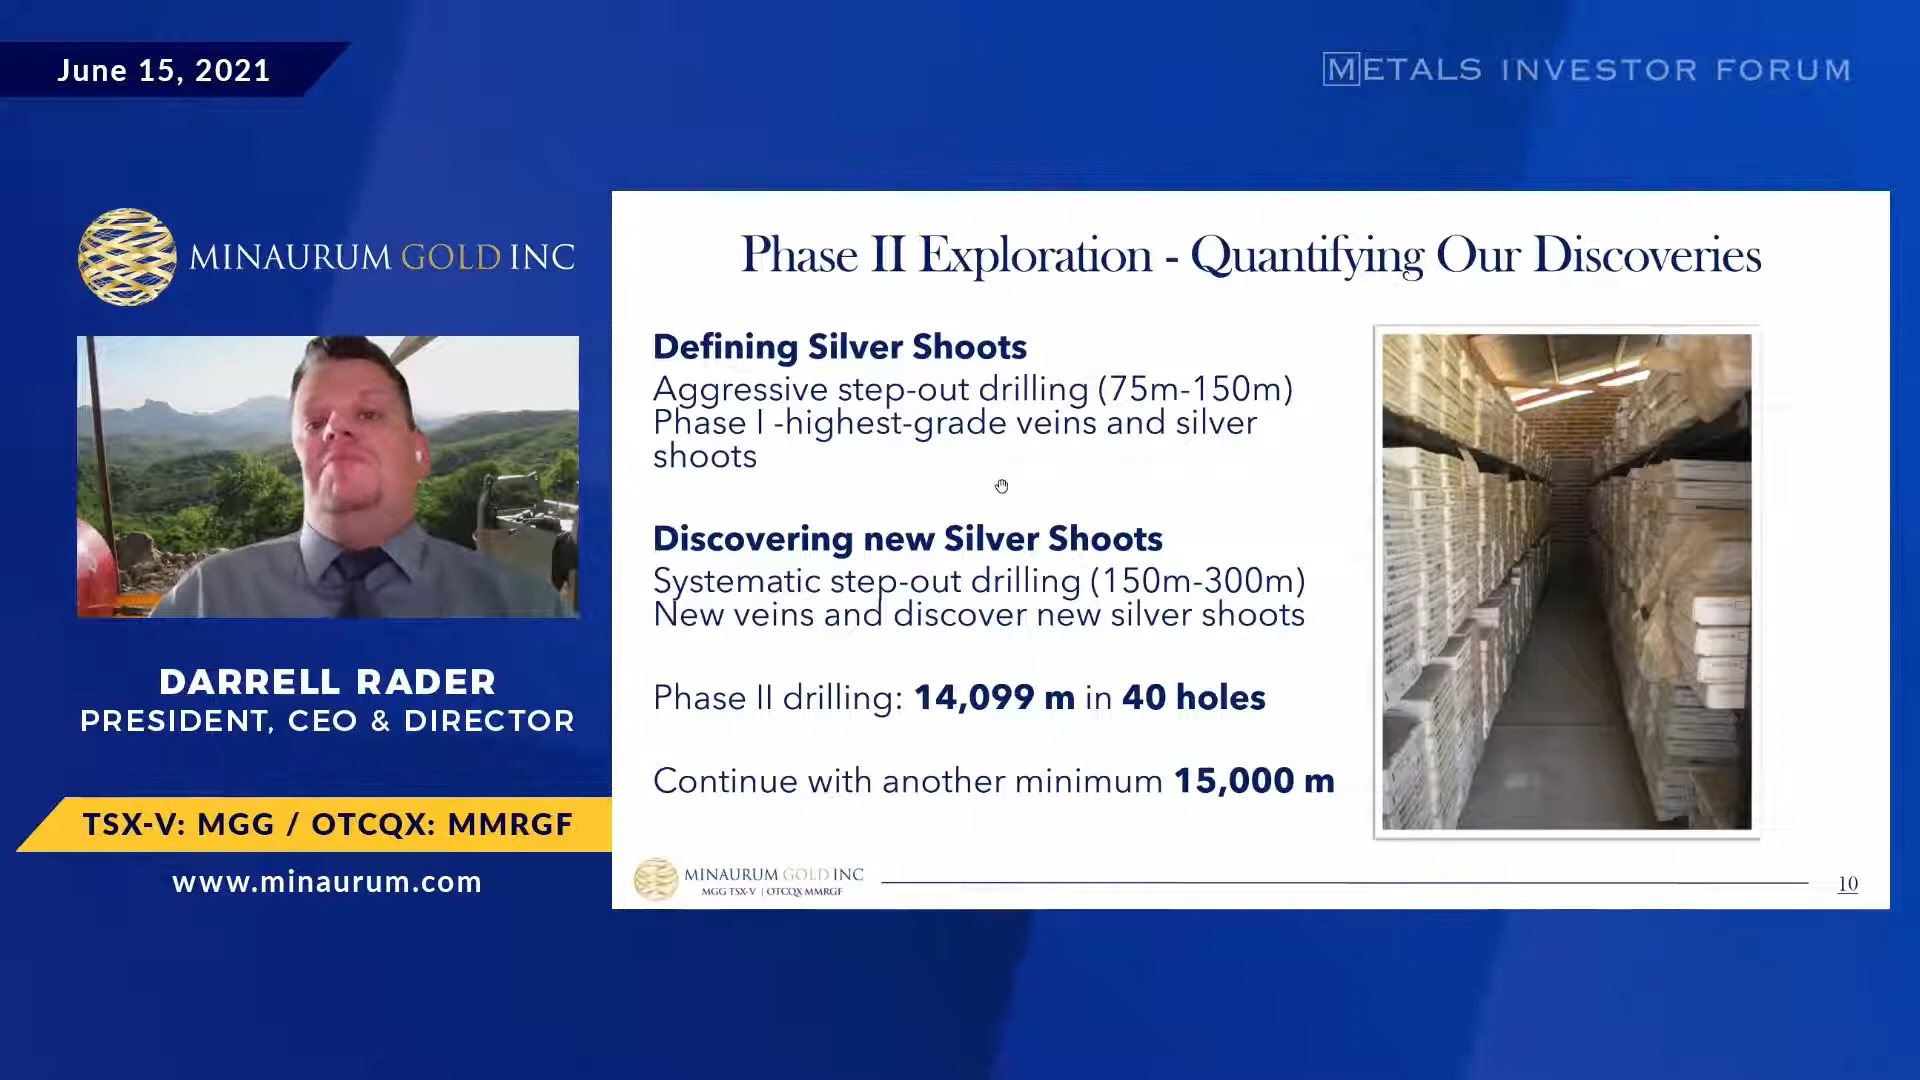 June 15, 2021
METALS INVESTOR FORUM
MINAURUM GOLD INC
DARRELL RADER
PRESIDENT, CEO & DIRECTOR
TSX-V: MGG / OTCQX: MMRGF
www.minaurum.com
Phase II Exploration - Quantifying Our Discoveries
Defining Silver Shoots
Aggressive step-out drilling (75m-150m)
Phase I -highest-grade veins and silver
shoots
Discovering new Silver Shoots
Systematic step-out drilling (150m-300m)
New veins and discover new silver shoots
Phase II drilling: 14,099 m in 40 holes
Continue with another minimum 15,000 m
MINAURUM GOLD INC
MGG TSX-V | OTCQX MMRGF
10